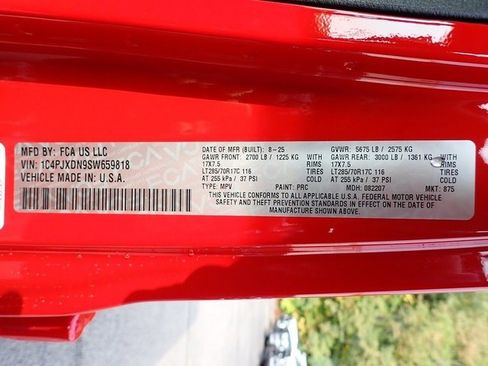 MFD BY: FCA US LLC
VIN: 1C4PJXDN9SW659818
VEHICLE MADE IN: U.S.A.
DATE OF MFR (BUILT): 8-25 GVWR: 5675 LB / 2575 KG
GAWR FRONT: 2700 LB / 1225 KG WITH GAWR REAR: 3000 LB / 1361 KG WITH
17X7.5 RIMS 17X7.5 RIMS
LT285/70R17C 116 TIRES LT285/70R17C 116 TIRES
AT 255 kPa / 37 PSI COLD AT 255 kPa / 37 PSI COLD
TYPE: MPV PAINT: PRC MDH: 082207 MKT: 875
THIS VEHICLE CONFORMS TO ALL APPLICABLE U.S.A. FEDERAL MOTOR VEHICLE
SAFETY AND THEFT PREVENTION STANDARDS IN EFFECT ON THE DATE OF
MANUFACTURE SHOWN ABOVE.